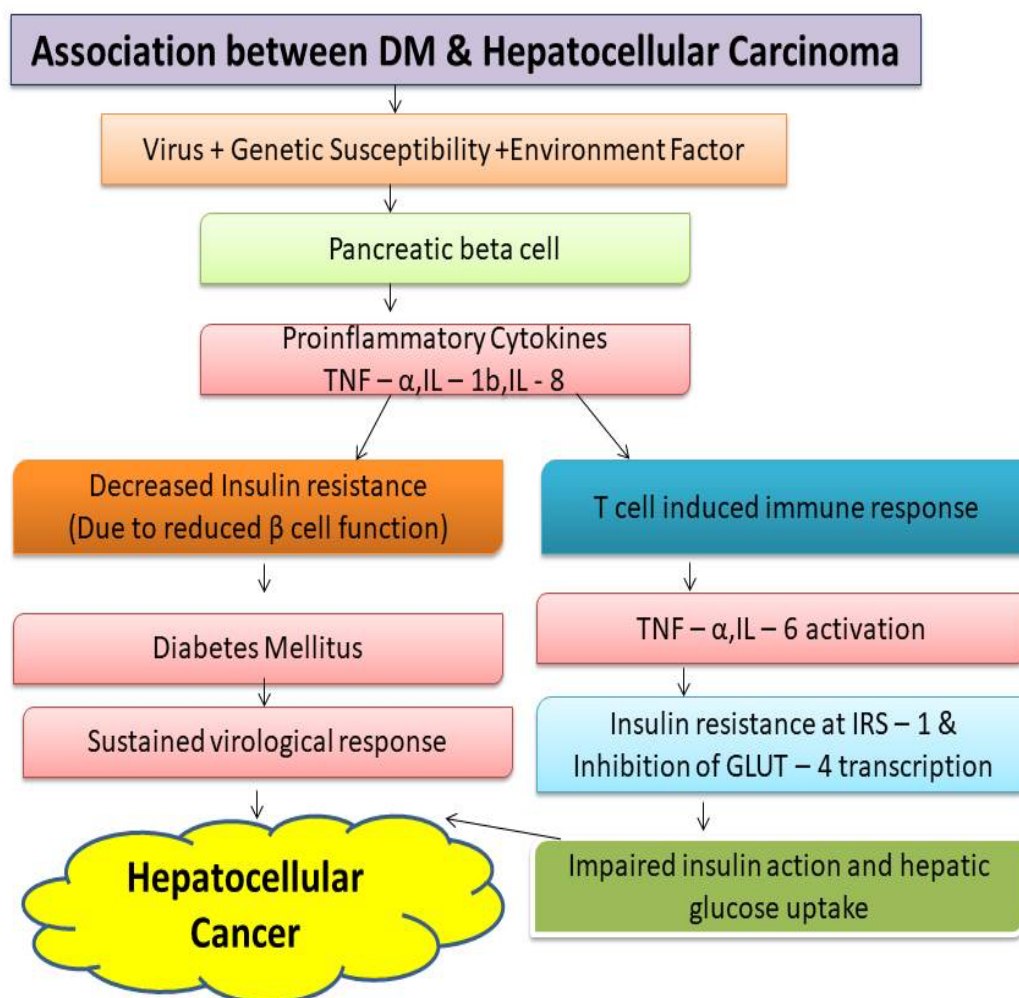 Association between DM & Hepatocellular Carcinoma
Virus + Genetic Susceptibility +Environment Factor
Pancreatic beta cell
Proinflammatory Cytokines
TNF – α,IL – 1b,IL - 8
Decreased Insulin resistance
(Due to reduced β cell function)
Diabetes Mellitus
Sustained virological response
T cell induced immune response
TNF – α,IL – 6 activation
Insulin resistance at IRS – 1 &
Inhibition of GLUT – 4 transcription
Impaired insulin action and hepatic
glucose uptake
Hepatocellular
Cancer